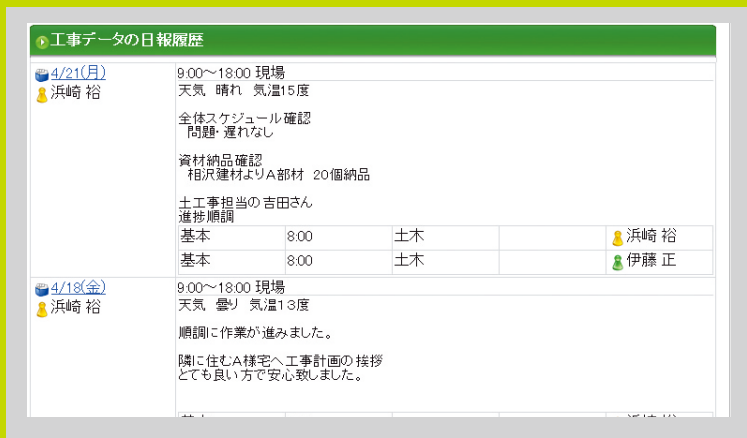 工事データの日報履歴
4/21(月) 9:00～18:00 現場
浜崎 裕 天気 晴れ 気温15度
全体スケジュール確認
問題・遅れなし
資材納品確認
相沢建材よりA部材 20個納品
土工事担当の吉田さん
進捗順調
基本 8:00 土木 浜崎 裕
基本 8:00 土木 伊藤 正
4/18(金) 9:00～18:00 現場
浜崎 裕 天気 曇り 気温13度
順調に作業が進みました。
隣に住むA様宅へ工事計画の挨拶
とても良い方で安心致しました。